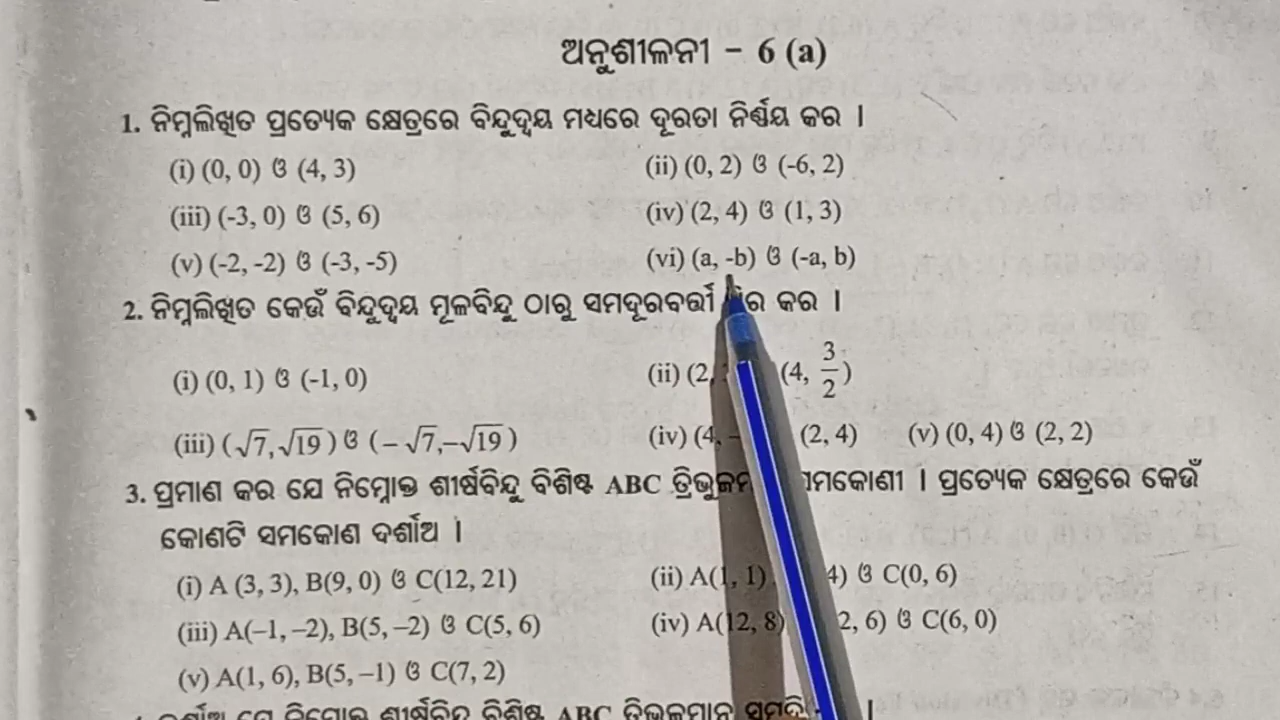 ଅନୁଶୀଳନୀ – 6 (a)
1. ନିମ୍ନଲିଖିତ ପ୍ରତ୍ୟେକ କ୍ଷେତ୍ରରେ ବିନ୍ଦୁଦ୍ୱୟ ମଧ୍ୟରେ ଦୂରତା ନିର୍ଣ୍ଣୟ କର ।
(i) (0, 0) ଓ (4, 3) (ii) (0, 2) ଓ (-6, 2)
(iii) (-3, 0) ଓ (5, 6) (iv) (2, 4) ଓ (1, 3)
(v) (-2, -2) ଓ (-3, -5) (vi) (a, -b) ଓ (-a, b)
2. ନିମ୍ନଲିଖିତ କେଉଁ ବିନ୍ଦୁଦ୍ୱୟ ମୂଳବିନ୍ଦୁ ଠାରୁ ସମଦୂରବର୍ତ୍ତୀ କର ।
(i) (0, 1) ଓ (-1, 0) (ii) (2, (4, 3/2)
(iii) (√7,√19) ଓ (–√7,–√19) (iv) (4, (2, 4) (v) (0, 4) ଓ (2, 2)
3. ପ୍ରମାଣ କର ଯେ ନିମ୍ନୋକ୍ତ ଶୀର୍ଷବିନ୍ଦୁ ବିଶିଷ୍ଟ ABC । ପ୍ରତ୍ୟେକ କ୍ଷେତ୍ରରେ କେଉଁ
କୋଣଟି ସମକୋଣ ଦର୍ଶାଅ ।
(i) A (3, 3), B(9, 0) ଓ C(12, 21) (ii) A(1, 1) 4) ଓ C(0, 6)
(iii) A(–1, –2), B(5, –2) ଓ C(5, 6) (iv) A(12, 8) 2, 6) ଓ C(6, 0)
(v) A(1, 6), B(5, –1) ଓ C(7, 2)
ଦର୍ଶାଅ ଯେ ନିମ୍ନୋକ୍ତ ଶୀର୍ଷବିନ୍ଦୁ ବିଶିଷ୍ଟ ABC ତ୍ରିଭୁଜମାନ ।